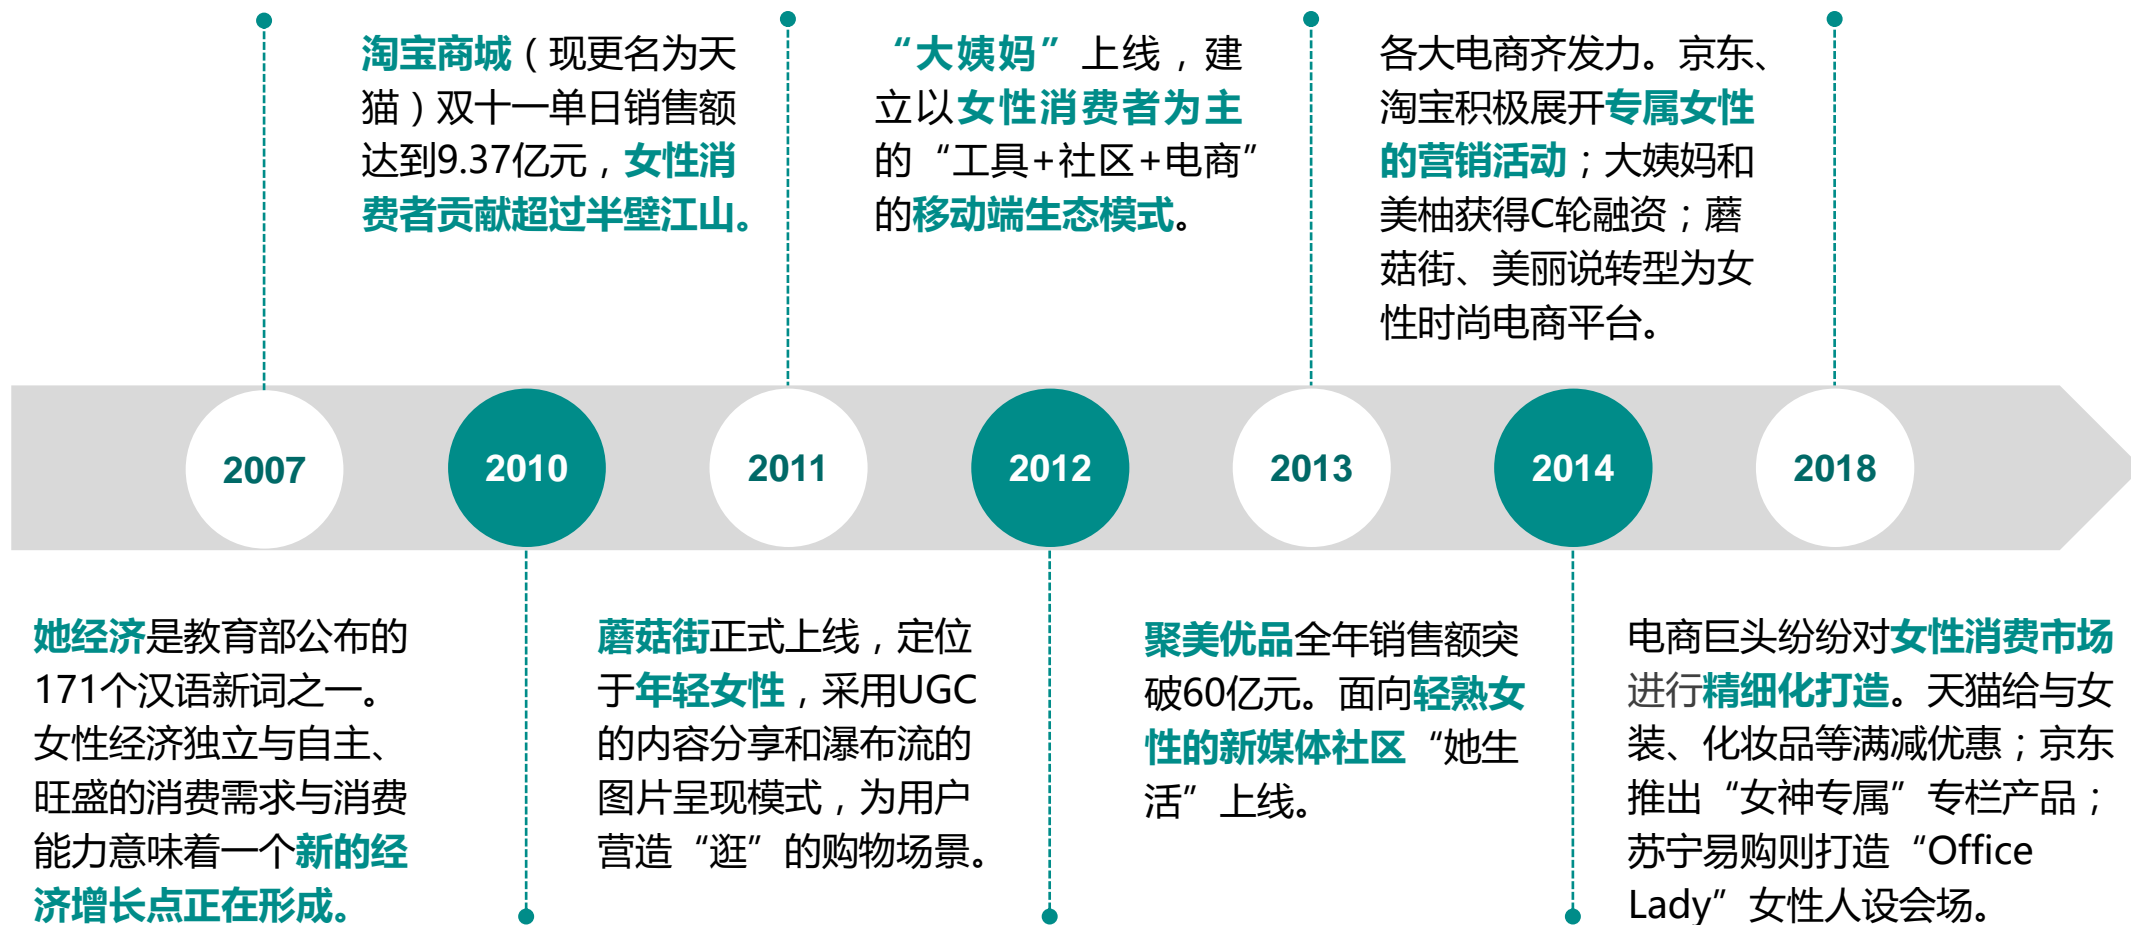 淘宝商城（现更名为天
猫）双十一单日销售额
达到9.37亿元，女性消
费者贡献超过半壁江山。
“大姨妈”上线，建
立以女性消费者为主
的“工具+社区+电商”
的移动端生态模式。
各大电商齐发力。京东、
淘宝积极展开专属女性
的营销活动；大姨妈和
美柚获得C轮融资；蘑
菇街、美丽说转型为女
性时尚电商平台。
2007
2010
2011
2012
2013
2014
2018
她经济是教育部公布的
171个汉语新词之一。
女性经济独立与自主、
旺盛的消费需求与消费
能力意味着一个新的经
济增长点正在形成。
蘑菇街正式上线，定位
于年轻女性，采用UGC
的内容分享和瀑布流的
图片呈现模式，为用户
营造“逛”的购物场景。
聚美优品全年销售额突
破60亿元。面向轻熟女
性的新媒体社区“她生
活”上线。
电商巨头纷纷对女性消费市场
进行精细化打造。天猫给与女
装、化妆品等满减优惠；京东
推出“女神专属”专栏产品；
苏宁易购则打造“Office
Lady”女性人设会场。